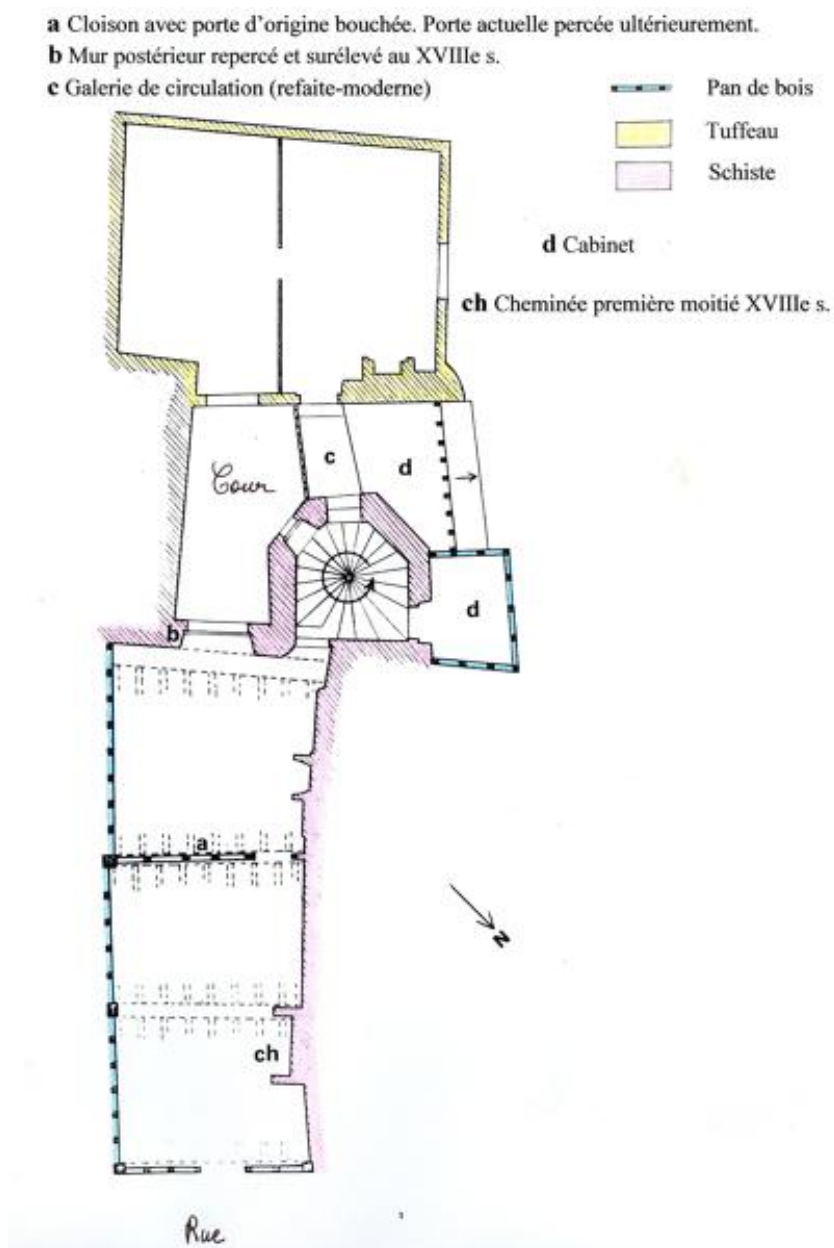 a Cloison avec porte d'origine bouchée. Porte actuelle percée ultérieurement.
b Mur postérieur repercé et surélevé au XVIIIe s.
c Galerie de circulation (refaite-moderne)
Pan de bois
Tuffeau
Schiste
d Cabinet
ch Cheminée première moitié XVIIIe s.
Cour
c
d
d
b
a
N
ch
Rue